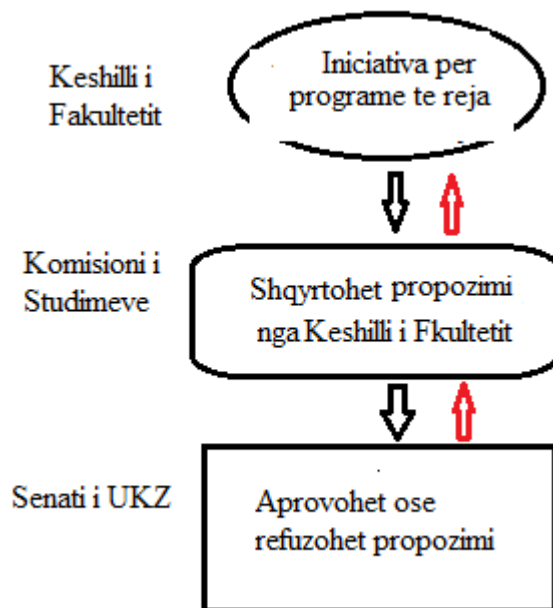 Keshilli i
Fakultetit
Iniciativa per
programe te reja
Komisioni i
Studimeve
Shqyrtohet propozimi
nga Keshilli i Fkultetit
Senati i UKZ
Aprovohet ose
refuzohet propozimi